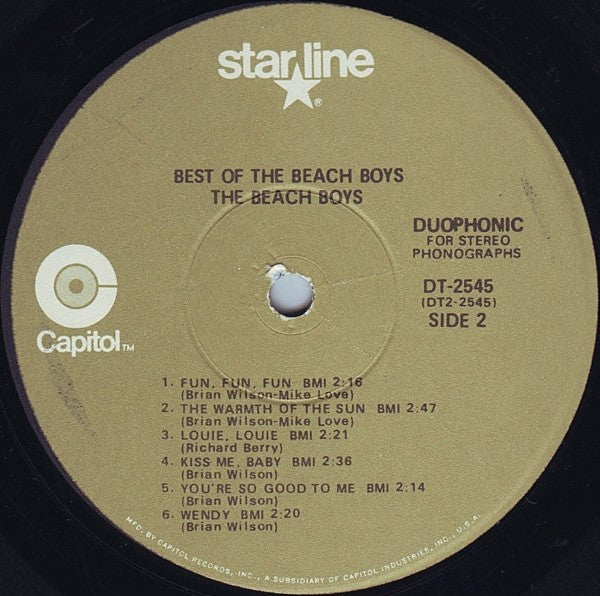 starline
®
BEST OF THE BEACH BOYS
THE BEACH BOYS
DUOPHONIC
FOR STEREO
PHONOGRAPHS
DT-2545
(DT2-2545)
SIDE 2
Capitol™
1. FUN, FUN, FUN BMI 2:16
(Brian Wilson-Mike Love)
2. THE WARMTH OF THE SUN BMI 2:47
(Brian Wilson-Mike Love)
3. LOUIE, LOUIE BMI 2:21
(Richard Berry)
4. KISS ME, BABY BMI 2:36
(Brian Wilson)
5. YOU'RE SO GOOD TO ME BMI 2:14
(Brian Wilson)
6. WENDY BMI 2:20
(Brian Wilson)
MFD. BY CAPITOL RECORDS, INC., A SUBSIDIARY OF CAPITOL INDUSTRIES, INC., U.S.A.